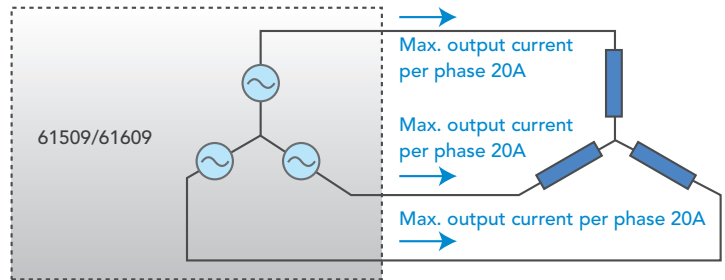 Max. output current
per phase 20A
61509/61609
Max. output current
per phase 20A
Max. output current per phase 20A